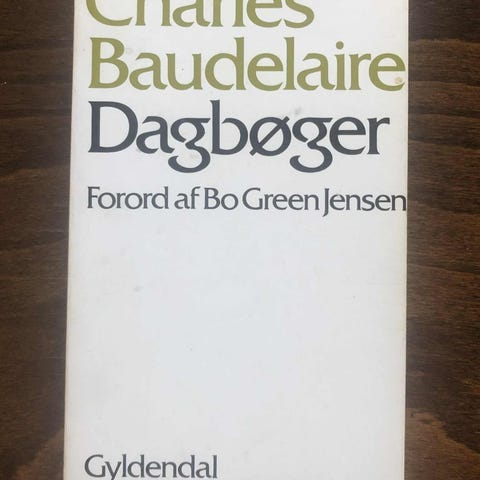 Charles
Baudelaire
Dagbøger
Forord af Bo Green Jensen
Gyldendal